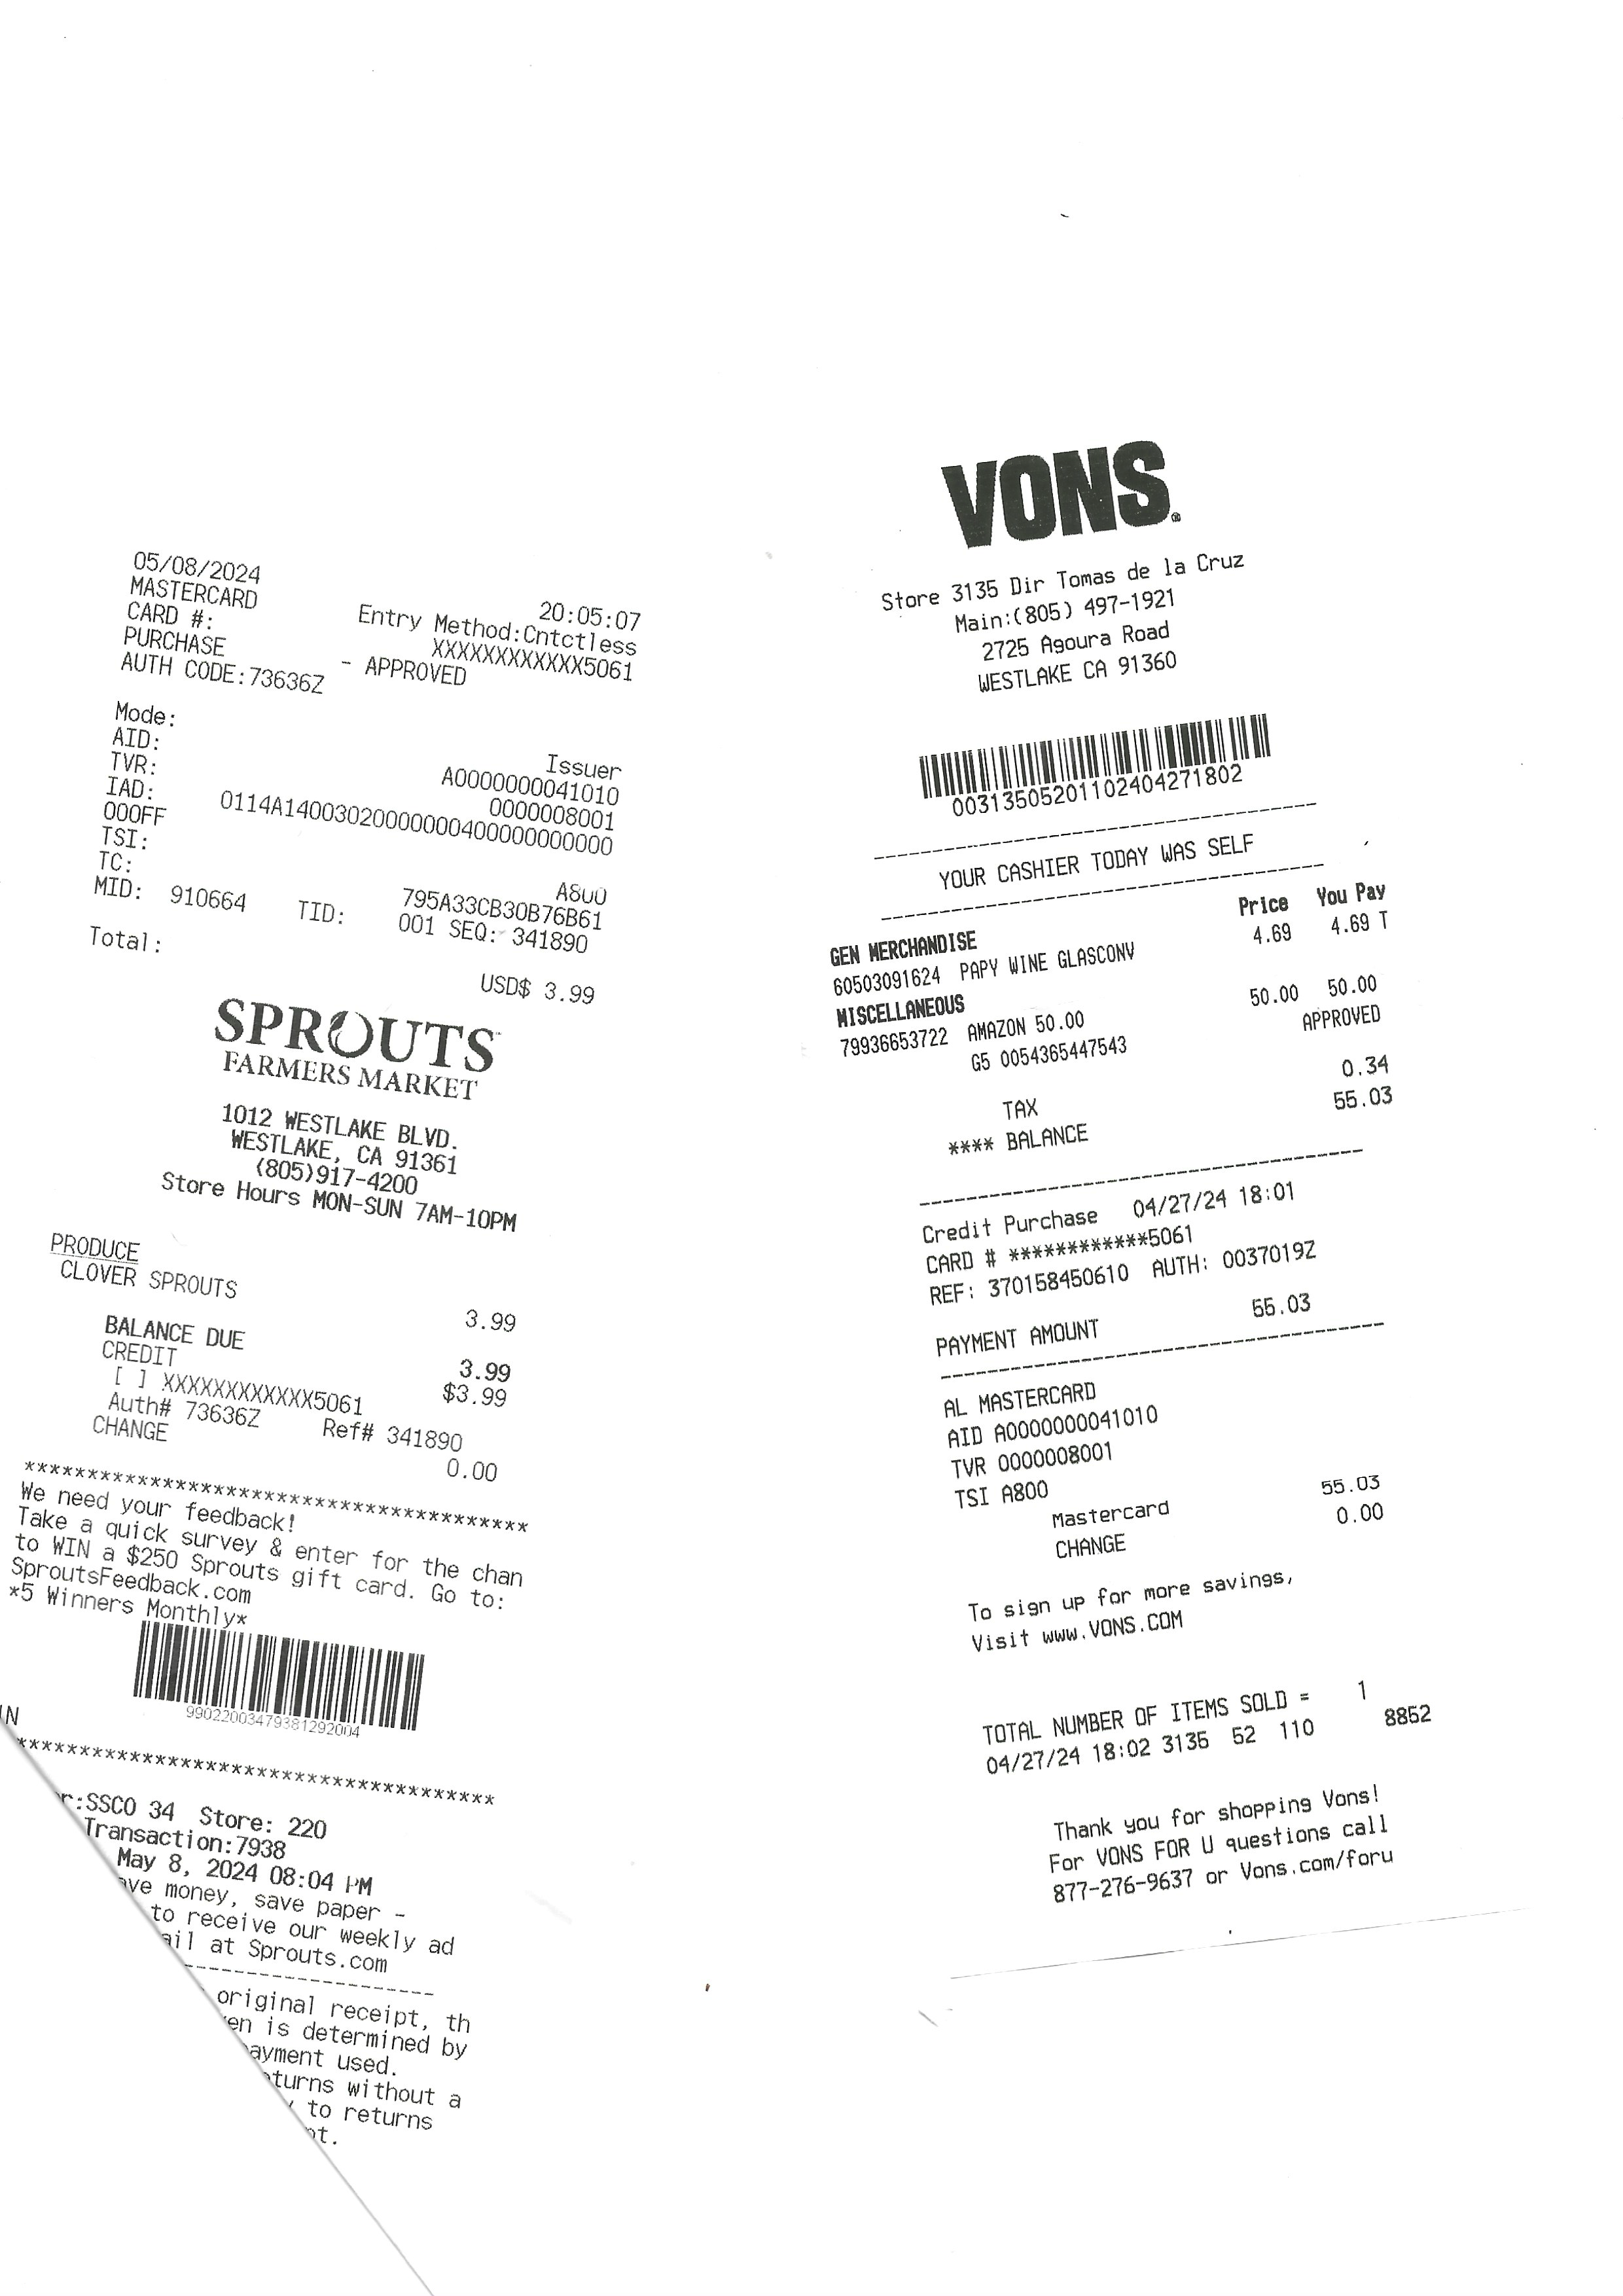 05/08/2024 20:05:07
MASTERCARD Entry Method:Cntctless
CARD #: XXXXXXXXXXXX5061
PURCHASE - APPROVED
AUTH CODE:73636Z
Mode: Issuer
AID: A0000000041010
TVR: 0000008001
IAD: 0114A1400302000000040000000000
000FF
TSI: A800
TC: 795A33CB30B76B61
MID: 910664 TID: 001 SEQ: 341890
Total: USD$ 3.99
SPROUTS
FARMERS MARKET
1012 WESTLAKE BLVD.
WESTLAKE, CA 91361
(805)917-4200
Store Hours MON-SUN 7AM-10PM
PRODUCE
CLOVER SPROUTS 3.99
BALANCE DUE 3.99
CREDIT $3.99
[ ] XXXXXXXXXXXX5061
Auth# 73636Z Ref# 341890
CHANGE 0.00
****************************************
We need your feedback!
Take a quick survey & enter for the chan
to WIN a $250 Sprouts gift card. Go to:
SproutsFeedback.com
*5 Winners Monthly*
99022003479381292004
IN
**************************************
r:SSCO 34 Store: 220
Transaction:7938
May 8, 2024 08:04 PM
ve money, save paper -
to receive our weekly ad
ail at Sprouts.com
--------------------
original receipt, th
en is determined by
ayment used.
turns without a
to returns
pt.
VONS®
Store 3135 Dir Tomas de la Cruz
Main:(805) 497-1921
2725 Agoura Road
WESTLAKE CA 91360
00313505201102404271802
YOUR CASHIER TODAY WAS SELF
Price You Pay
GEN MERCHANDISE
60503091624 PAPY WINE GLASCONV 4.69 4.69 T
MISCELLANEOUS
79936653722 AMAZON 50.00 50.00 50.00
G5 0054365447543 APPROVED
TAX 0.34
**** BALANCE 55.03
Credit Purchase 04/27/24 18:01
CARD # ************5061
REF: 370158450610 AUTH: 0037019Z
PAYMENT AMOUNT 55.03
AL MASTERCARD
AID A0000000041010
TVR 0000008001
TSI A800
Mastercard 55.03
CHANGE 0.00
To sign up for more savings,
Visit www.VONS.COM
TOTAL NUMBER OF ITEMS SOLD = 1
04/27/24 18:02 3135 52 110 8852
Thank you for shopping Vons!
For VONS FOR U questions call
877-276-9637 or Vons.com/foru